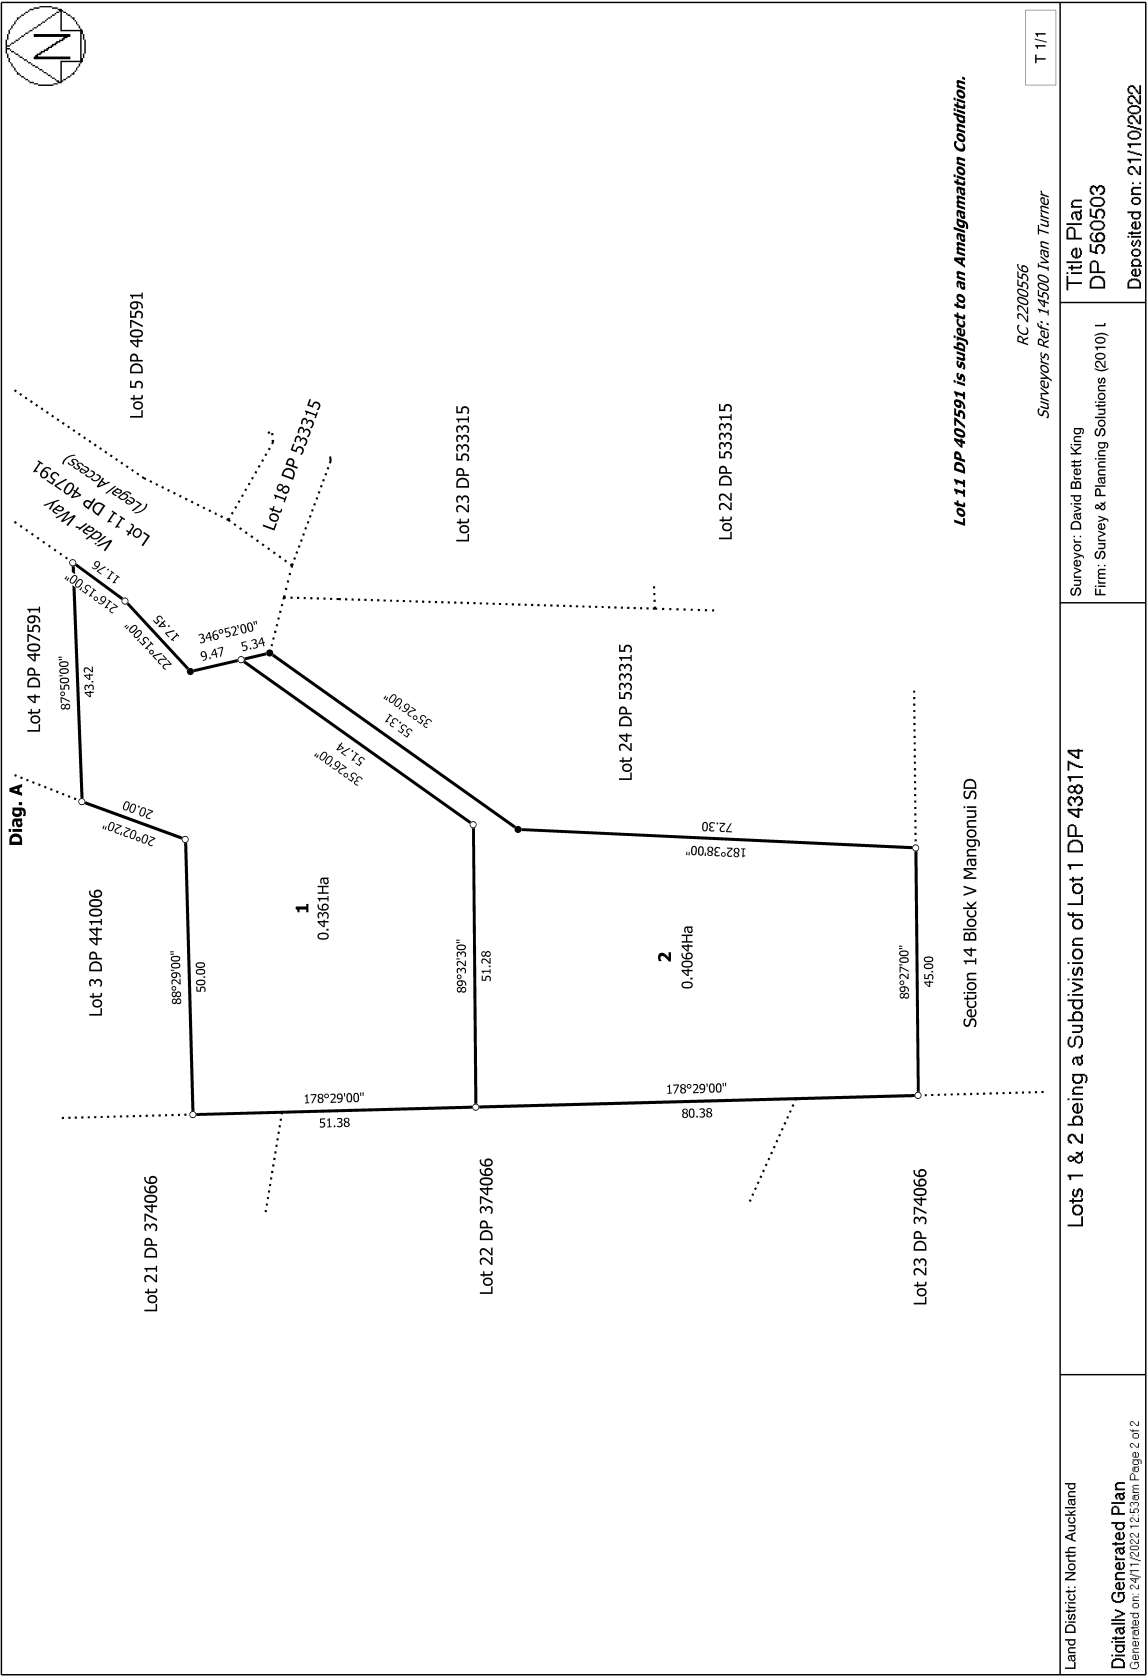 N
Diag. A
T 1/1
Lot 4 DP 407591
87°50'00"
43.42
216°15'00"
11.76
Vidar Way
Lot 11 DP 407591
(Legal Access)
Lot 5 DP 407591
20°02'20"
20.00
227°15'00"
17.45
346°52'00"
9.47
5.34
Lot 18 DP 533315
Lot 3 DP 441006
88°29'00"
50.00
Lot 21 DP 374066
178°29'00"
51.38
1
0.4361Ha
35°26'00"
51.74
55.31
35°26'00"
Lot 23 DP 533315
89°32'30"
51.28
Lot 22 DP 374066
2
0.4064Ha
Lot 24 DP 533315
Lot 22 DP 533315
178°29'00"
80.38
182°38'00"
72.30
89°27'00"
45.00
Lot 23 DP 374066
Section 14 Block V Mangonui SD
Lot 11 DP 407591 is subject to an Amalgamation Condition.
RC 2200556
Surveyors Ref: 14500 Ivan Turner
Land District: North Auckland
Digitally Generated Plan
Generated on: 24/11/2022 12:53am Page 2 of 2
Lots 1 & 2 being a Subdivision of Lot 1 DP 438174
Surveyor: David Brett King
Firm: Survey & Planning Solutions (2010) L
Title Plan
DP 560503
Deposited on: 21/10/2022